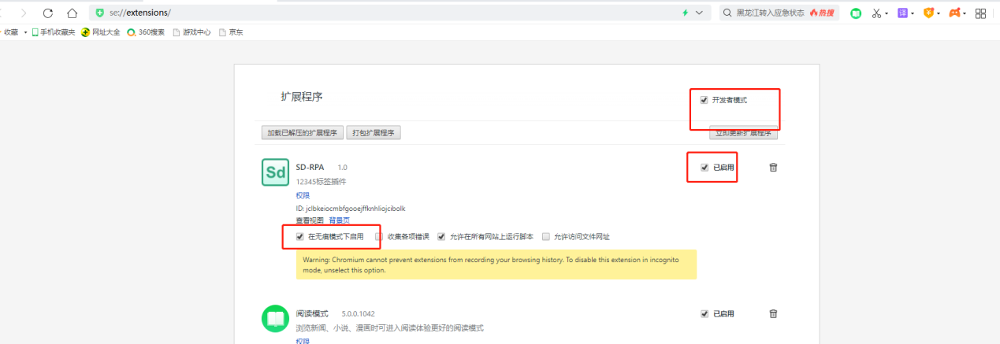 se://extensions/
黑龙江转入应急状态 热搜
译
收藏 手机收藏夹 网址大全 360搜索 游戏中心 京东
扩展程序
开发者模式
加载已解压的扩展程序 打包扩展程序 立即更新扩展程序
Sd SD-RPA 1.0 已启用
12345标签插件
权限
ID: jclbkeiocmbfgooejffknhliojcibolk
查看视图 背景页
在无痕模式下启用 收集各项错误 允许在所有网站上运行脚本 允许访问文件网址
Warning: Chromium cannot prevent extensions from recording your browsing history. To disable this extension in incognito
mode, unselect this option.
阅读模式 5.0.0.1042 已启用
浏览新闻、小说、漫画时可进入阅读体验更好的阅读模式
权限